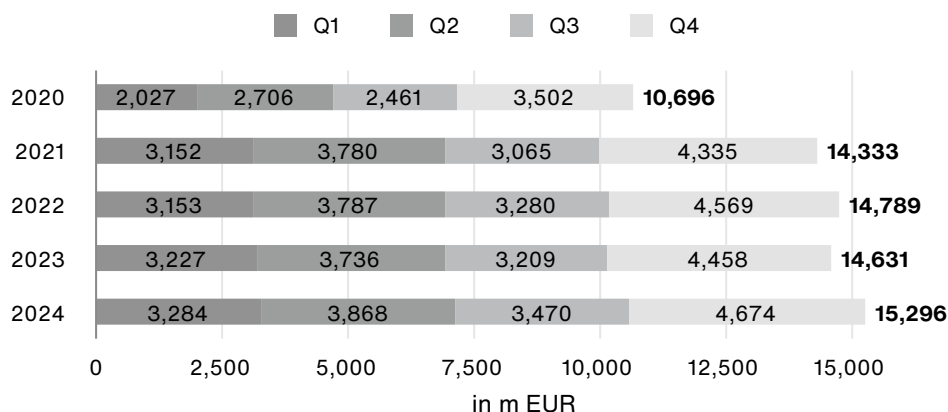 Q1 Q2 Q3 Q4
2020 2,027 2,706 2,461 3,502 10,696
2021 3,152 3,780 3,065 4,335 14,333
2022 3,153 3,787 3,280 4,569 14,789
2023 3,227 3,736 3,209 4,458 14,631
2024 3,284 3,868 3,470 4,674 15,296
0 2,500 5,000 7,500 10,000 12,500 15,000
in m EUR